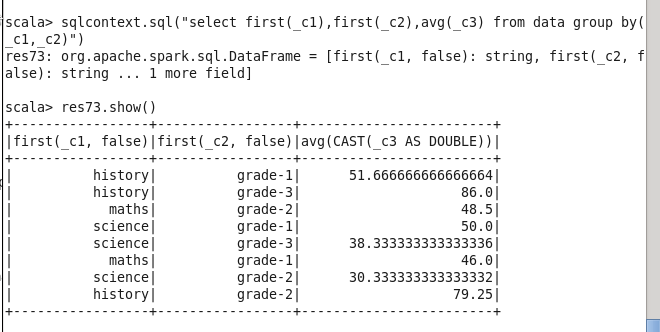 scala> sqlcontext.sql("select first(_c1),first(_c2),avg(_c3) from data group by(
_c1,_c2)")
res73: org.apache.spark.sql.DataFrame = [first(_c1, false): string, first(_c2, f
alse): string ... 1 more field]
scala> res73.show()
+-----------------+-----------------+------------------------+
|first(_c1, false)|first(_c2, false)|avg(CAST(_c3 AS DOUBLE))|
+-----------------+-----------------+------------------------+
|          history|          grade-1|      51.666666666666664|
|          history|          grade-3|                    86.0|
|            maths|          grade-2|                    48.5|
|          science|          grade-1|                    50.0|
|          science|          grade-3|      38.333333333333336|
|            maths|          grade-1|                    46.0|
|          science|          grade-2|      30.333333333333332|
|          history|          grade-2|                   79.25|
+-----------------+-----------------+------------------------+